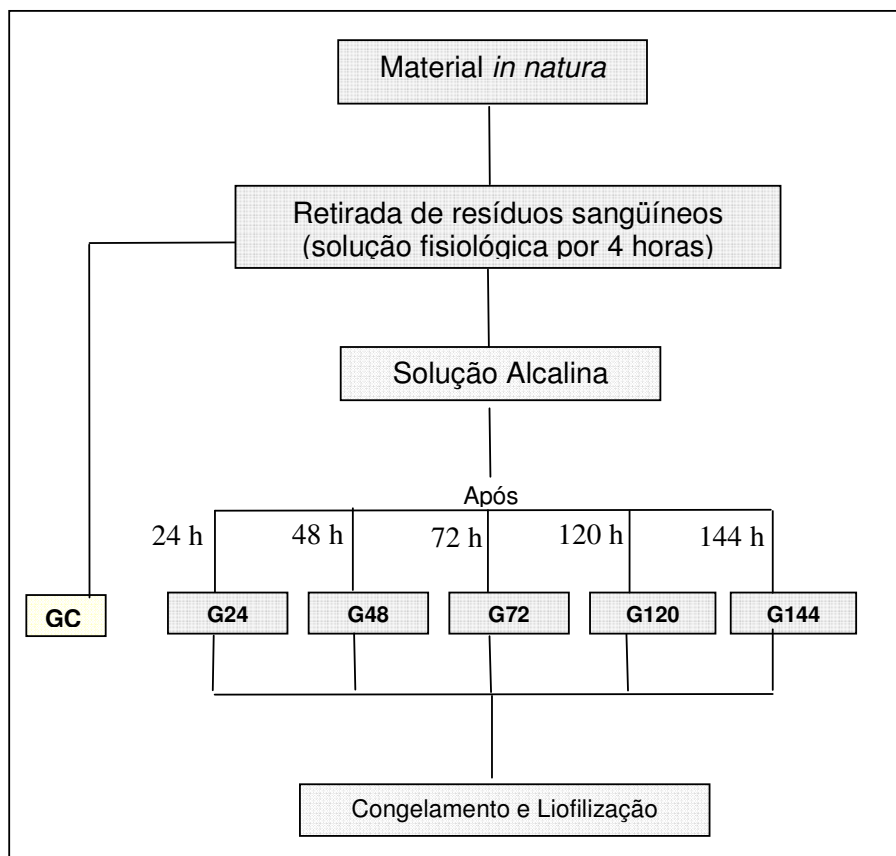 Material in natura
Retirada de resíduos sangüíneos
(solução fisiológica por 4 horas)
Solução Alcalina
Após
24 h
48 h
72 h
120 h
144 h
GC
G24
G48
G72
G120
G144
Congelamento e Liofilização